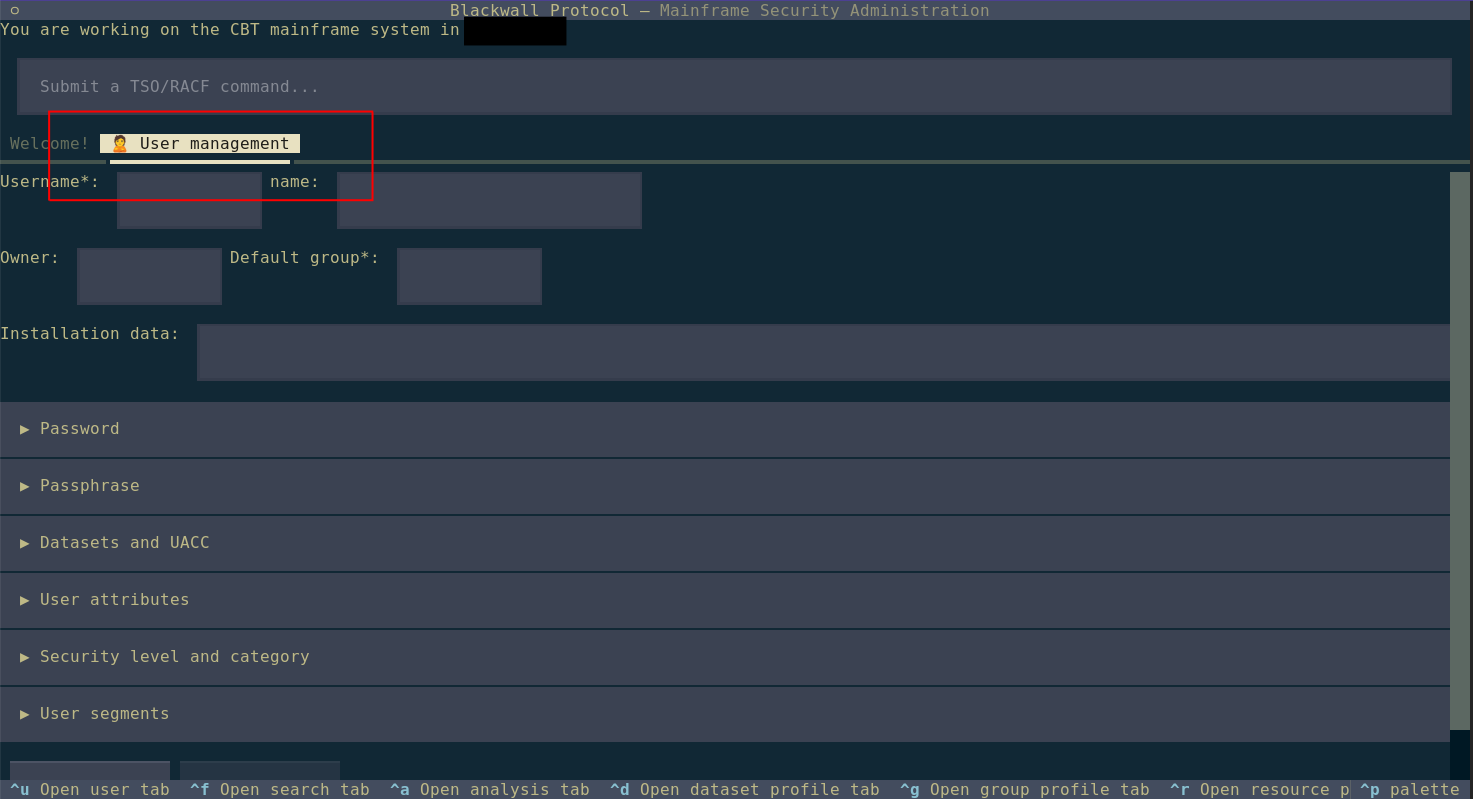 Blackwall Protocol — Mainframe Security Administration
You are working on the CBT mainframe system in
Submit a TSO/RACF command...
Welcome! 🙎 User management
Username*: name:
Owner: Default group*:
Installation data:
▶ Password
▶ Passphrase
▶ Datasets and UACC
▶ User attributes
▶ Security level and category
▶ User segments
^u Open user tab ^f Open search tab ^a Open analysis tab ^d Open dataset profile tab ^g Open group profile tab ^r Open resource p ^p palette